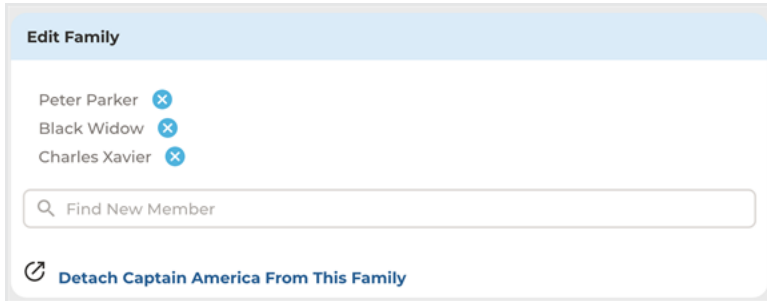 Edit Family
Peter Parker
Black Widow
Charles Xavier
Find New Member
Detach Captain America From This Family